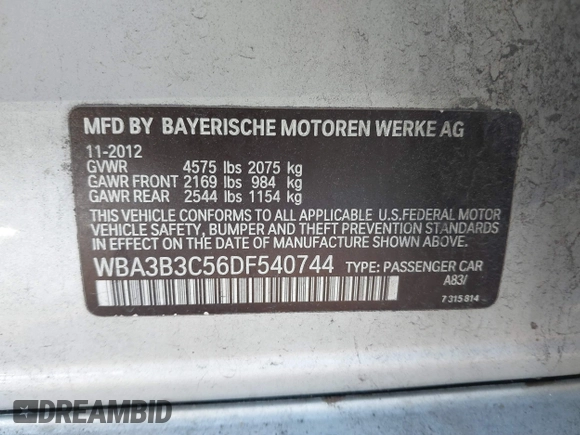 MFD BY BAYERISCHE MOTOREN WERKE AG
11-2012
GVWR 4575 lbs 2075 kg
GAWR FRONT 2169 lbs 984 kg
GAWR REAR 2544 lbs 1154 kg
THIS VEHICLE CONFORMS TO ALL APPLICABLE U.S.FEDERAL MOTOR
VEHICLE SAFETY, BUMPER AND THEFT PREVENTION STANDARDS
IN EFFECT ON THE DATE OF MANUFACTURE SHOWN ABOVE.
WBA3B3C56DF540744 TYPE: PASSENGER CAR
A83/
7 315 814
DREAMBID